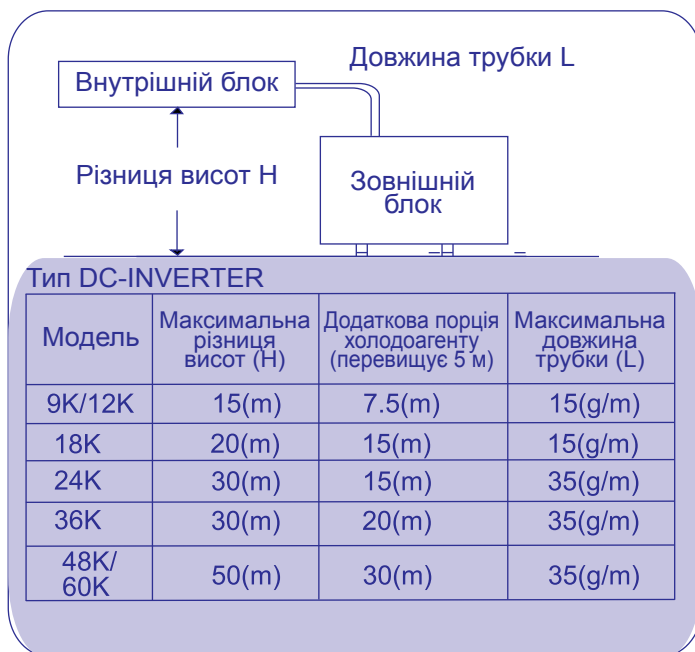 Довжина трубки L
Внутрішній блок
Різниця висот H
Зовнішній
блок
Тип DC-INVERTER
Модель
Максимальна
різниця
висот (H)
Додаткова порція
холодоагенту
(перевищує 5 м)
Максимальна
довжина
трубки (L)
9K/12K 15(m) 7.5(m) 15(g/m)
18K 20(m) 15(m) 15(g/m)
24K 30(m) 15(m) 35(g/m)
36K 30(m) 20(m) 35(g/m)
48K/
60K 50(m) 30(m) 35(g/m)